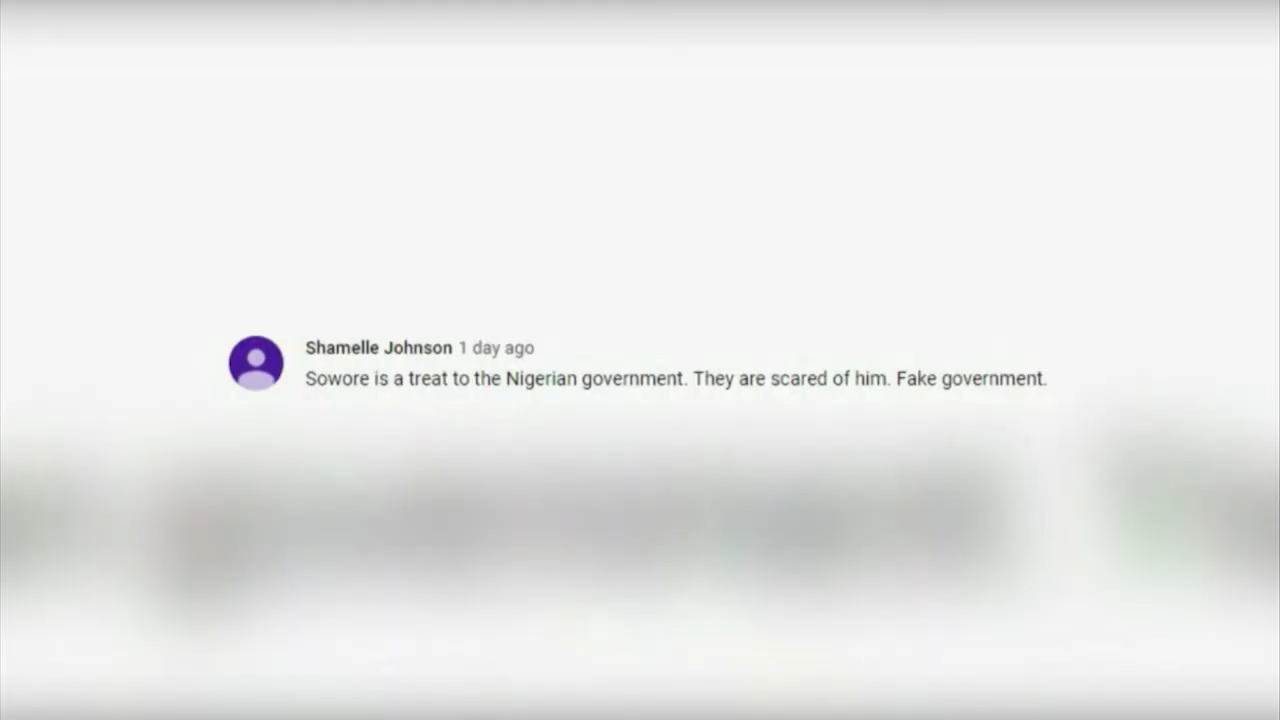 Shamelle Johnson 1 day ago
Sowore is a treat to the Nigerian government. They are scared of him. Fake government.